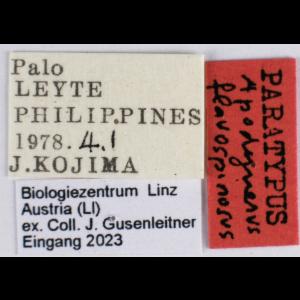 Palo
LEYTE
PHILIP.PINES
1978. 4.1
J.KOJIMA
Biologiezentrum Linz
Austria (LI)
ex. Coll. J. Gusenleitner
Eingang 2023
PARATYPUS
Apodynerus
flavospinosus